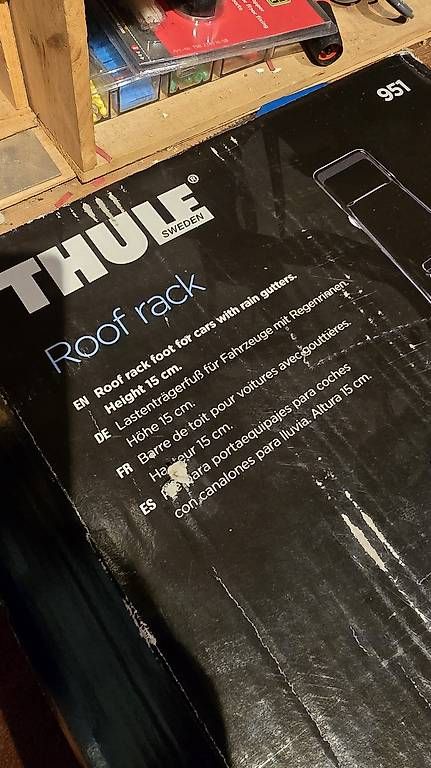 951
THULE®
SWEDEN
Roof rack
EN Roof rack foot for cars with rain gutters.
Height 15 cm.
DE Lastenträgerfuß für Fahrzeuge mit Regenrinnen.
Höhe 15 cm.
FR Barre de toit pour voitures avec gouttières.
Hauteur 15 cm.
ES para portaequipajes para coches
con canalones para lluvia. Altura 15 cm.